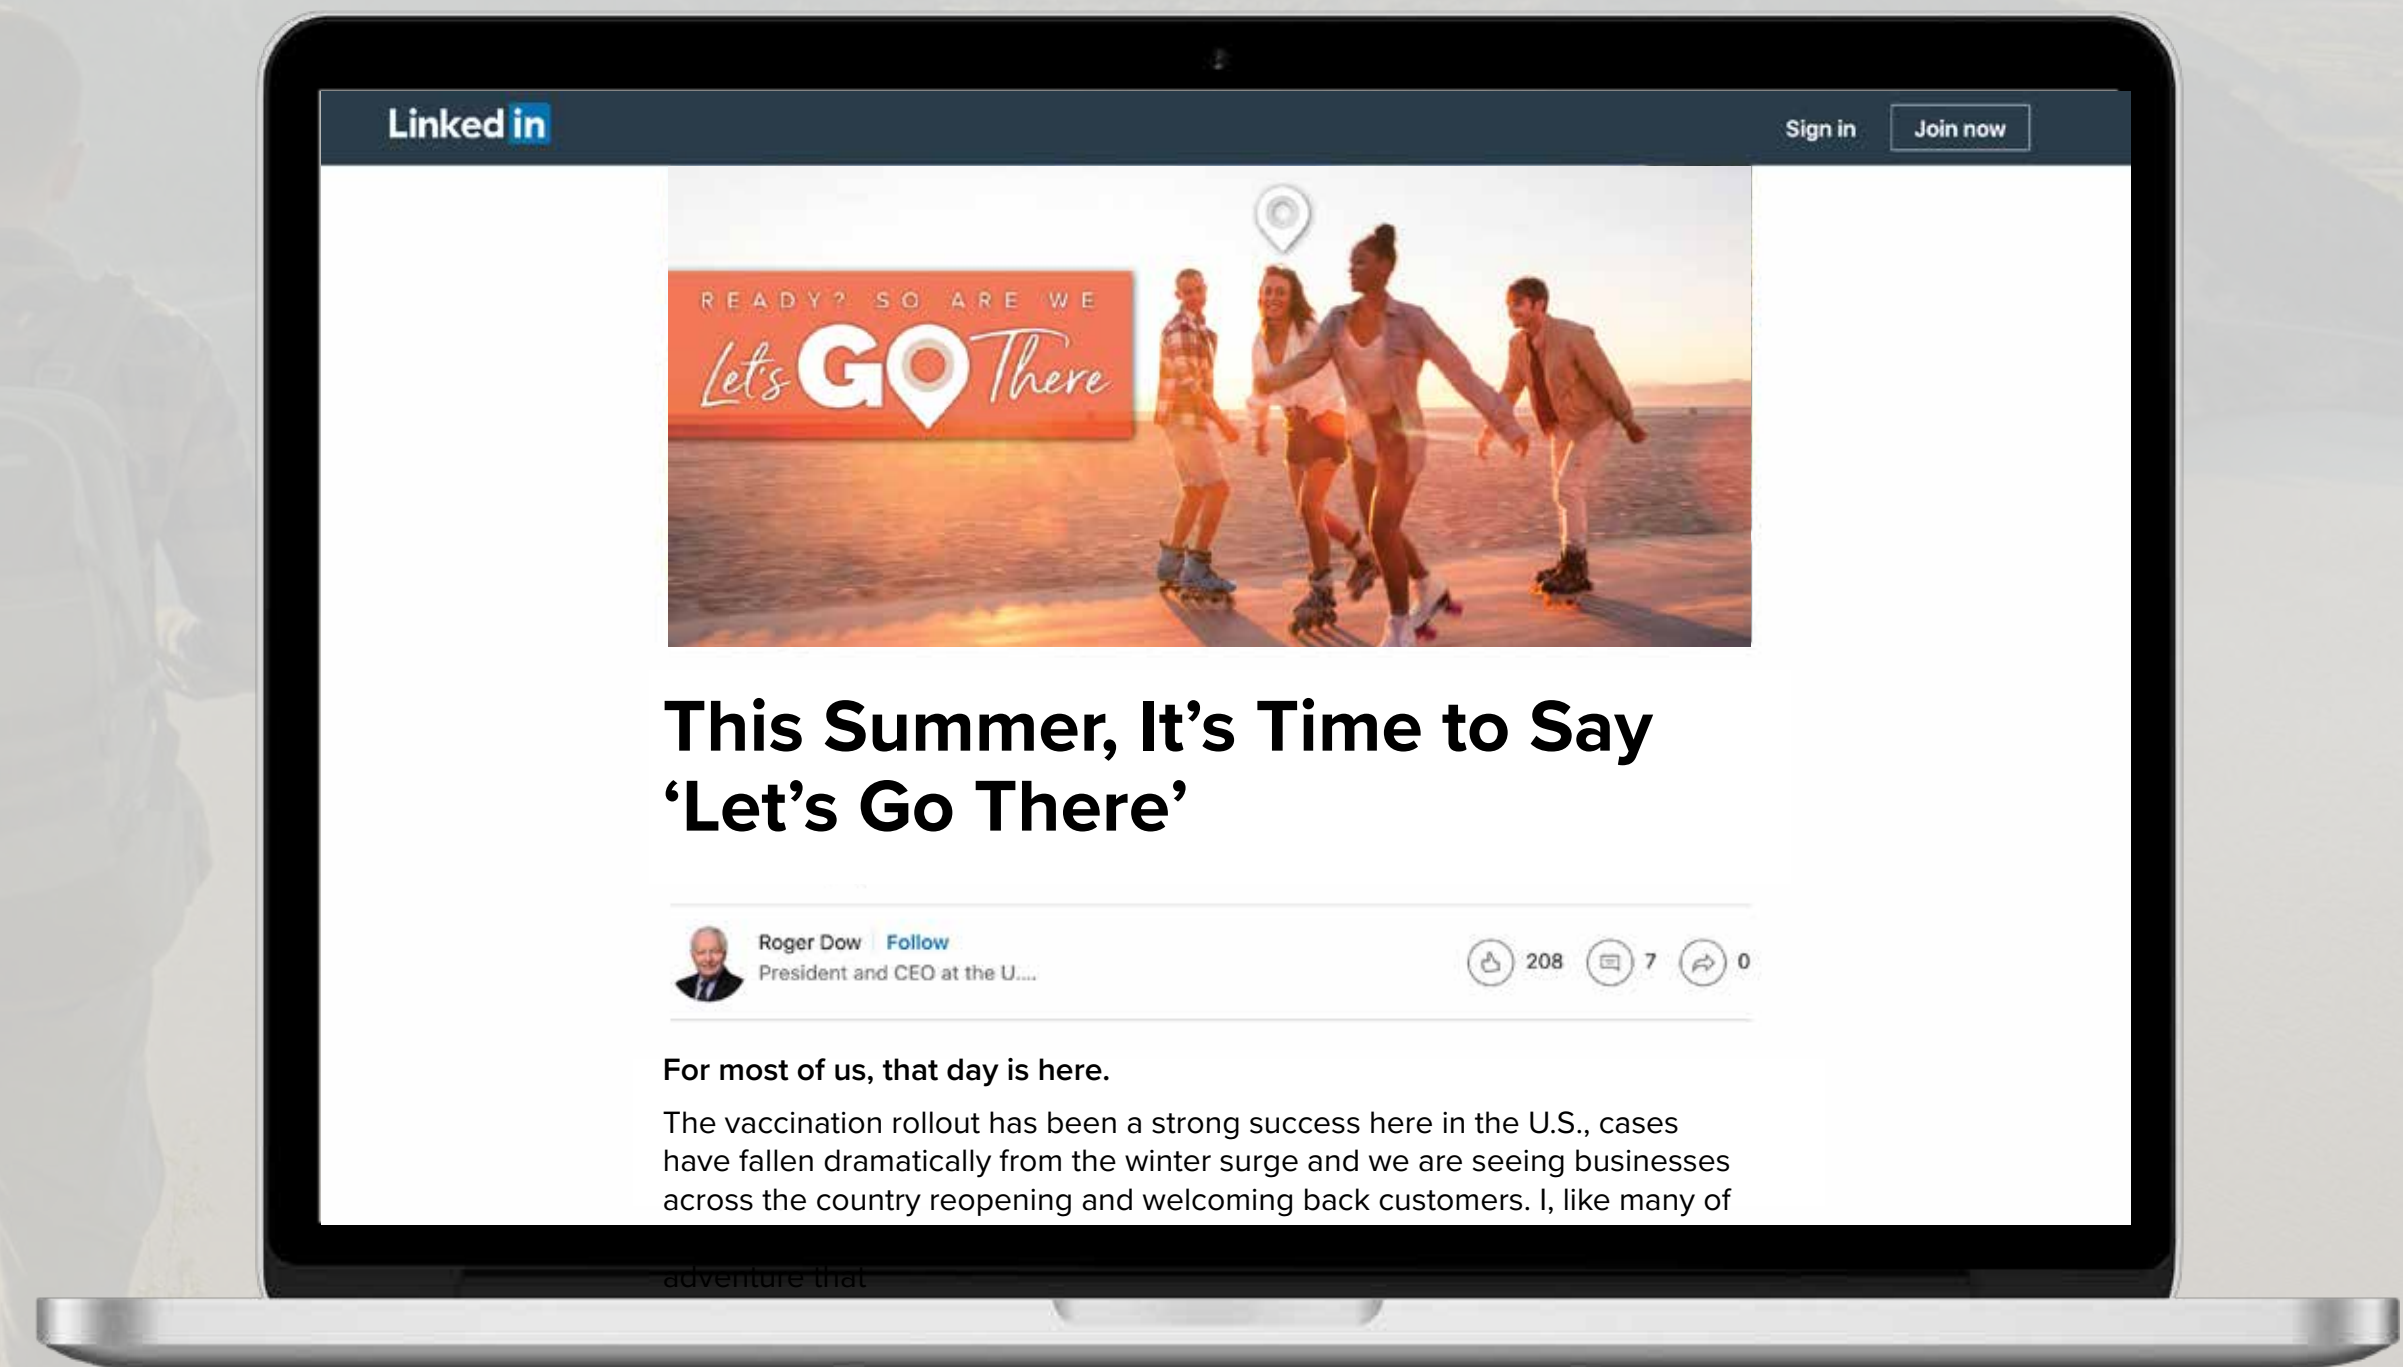 Linked in
Sign in
Join now
READY? SO ARE WE
Let's GO There
This Summer, It’s Time to Say
‘Let’s Go There’
Roger Dow Follow
President and CEO at the U....
208 7 0
For most of us, that day is here.
The vaccination rollout has been a strong success here in the U.S., cases
have fallen dramatically from the winter surge and we are seeing businesses
across the country reopening and welcoming back customers. I, like many of
adventure that